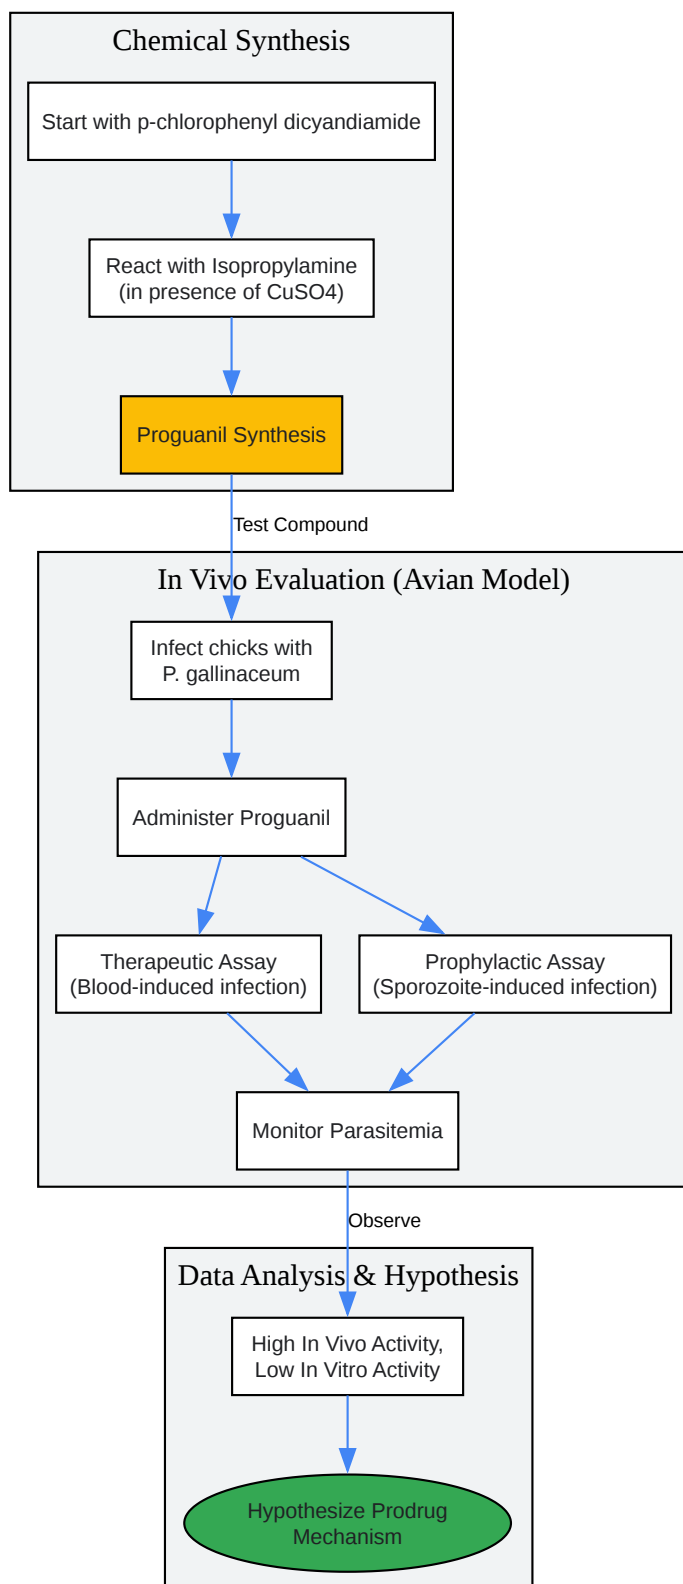 Chemical Synthesis
Start with p-chlorophenyl dicyandiamide
React with Isopropylamine
(in presence of CuSO4)
Proguanil Synthesis
Test Compound
In Vivo Evaluation (Avian Model)
Infect chicks with
P. gallinaceum
Administer Proguanil
Therapeutic Assay
(Blood-induced infection)
Prophylactic Assay
(Sporozoite-induced infection)
Monitor Parasitemia
Observe
Data Analysis & Hypothesis
High In Vivo Activity,
Low In Vitro Activity
Hypothesize Prodrug
Mechanism